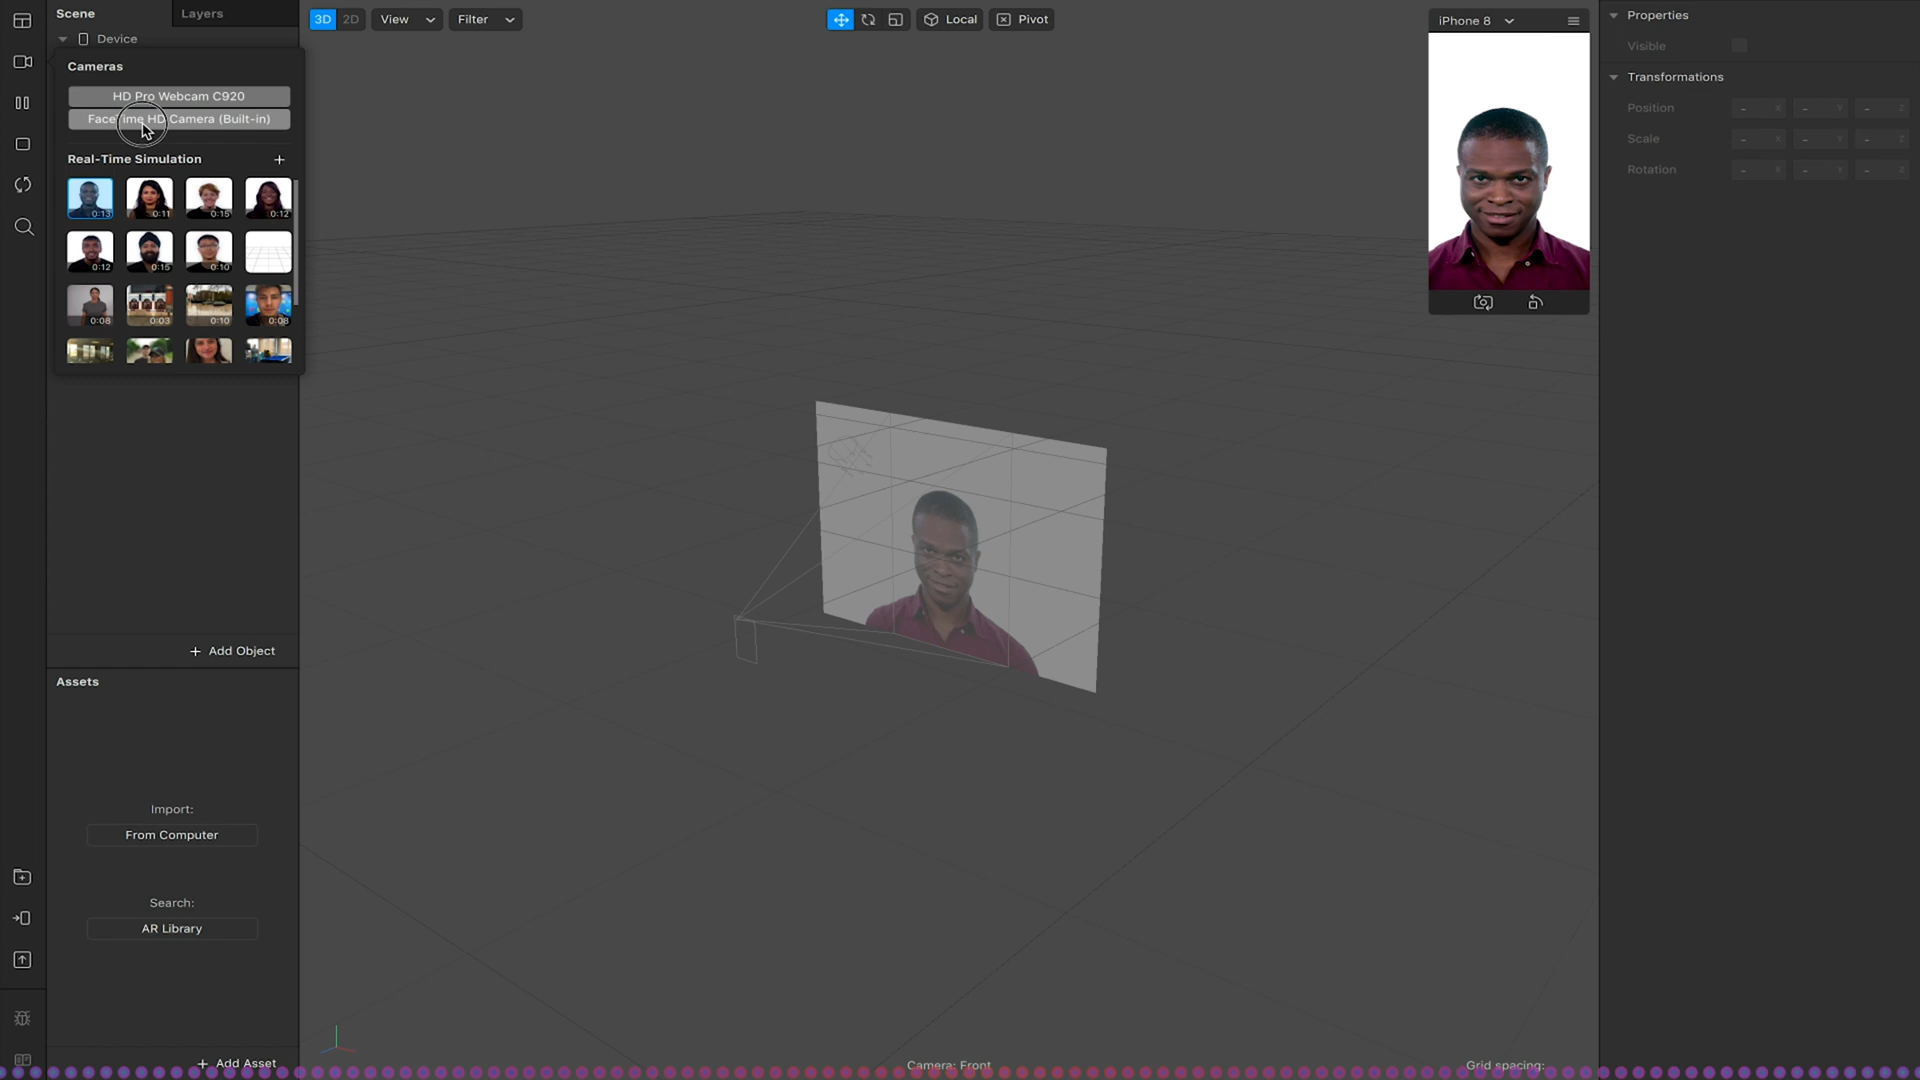 Scene
Layers
Device
Cameras
HD Pro Webcam C920
FaceTime HD Camera (Built-in)
Real-Time Simulation
0:13
0:11
0:15
0:12
0:12
0:15
0:10
0:08
0:03
0:10
0:08
Add Object
Assets
Import:
From Computer
Search:
AR Library
Add Asset
3D
2D
View
Filter
Local
Pivot
Camera: Front
Grid spacing:
iPhone 8
Properties
Visible
Transformations
Position
- X
- Y
- Z
Scale
- X
- Y
- Z
Rotation
- X
- Y
- Z